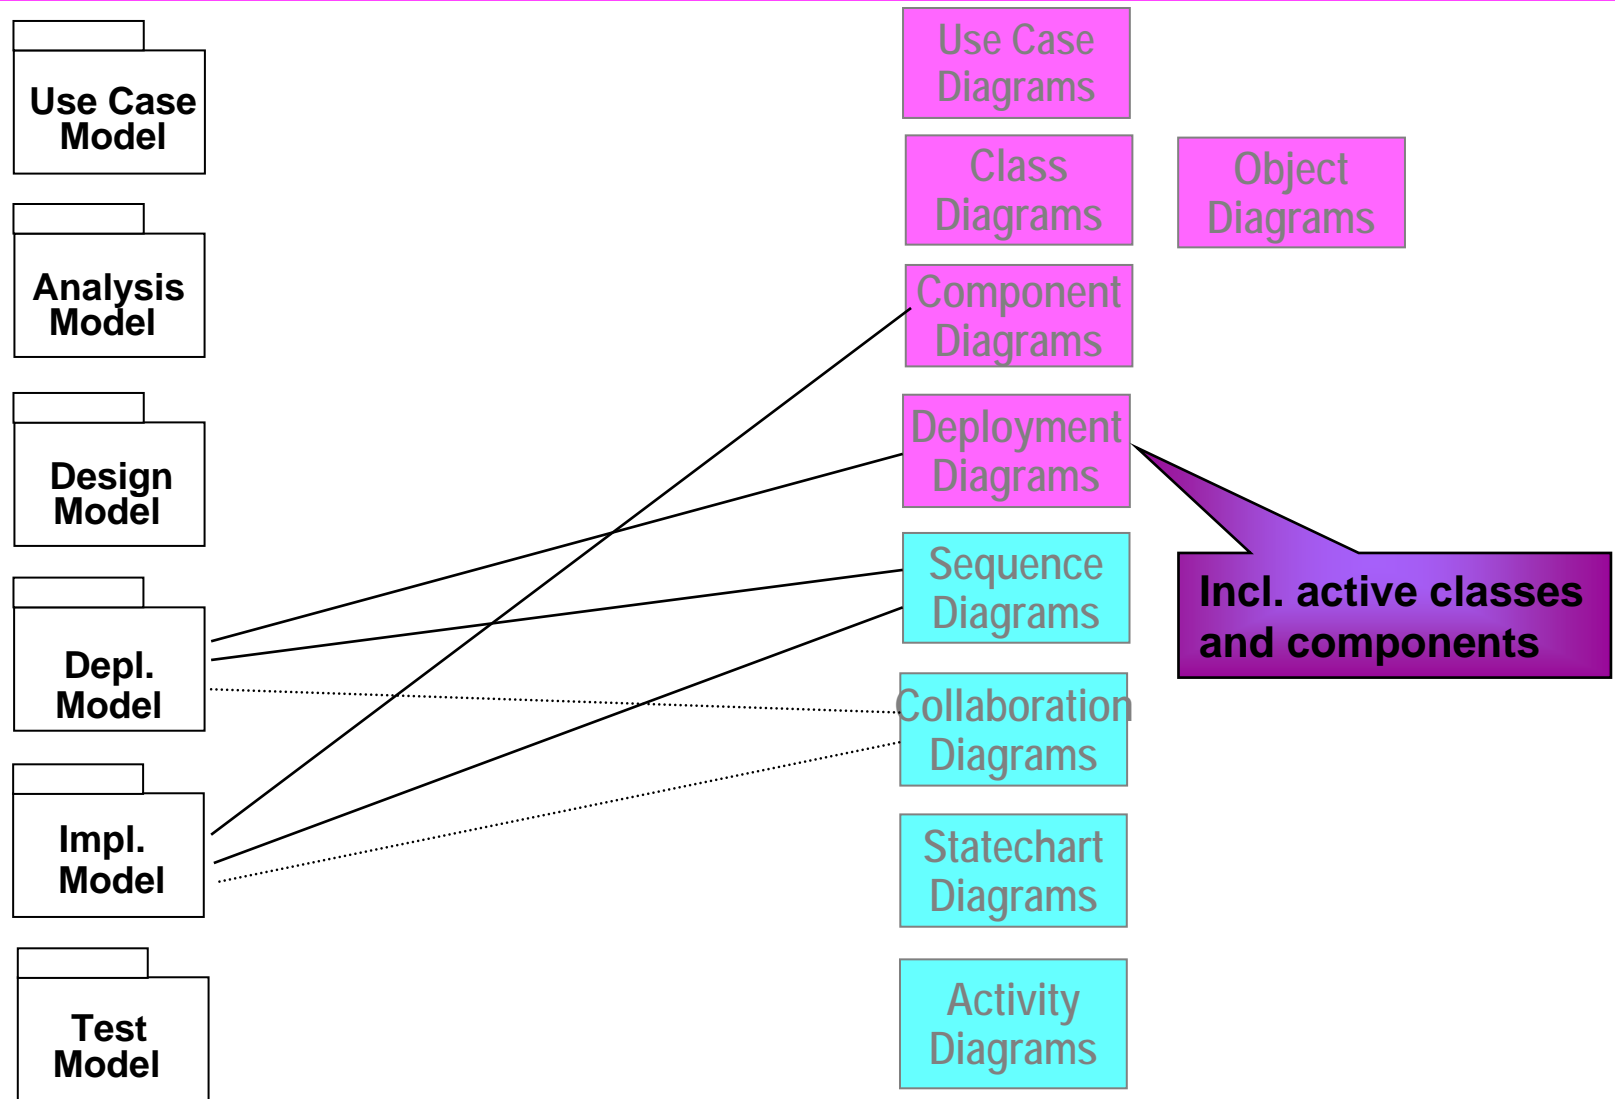 Use Case
Model
Analysis
Model
Design
Model
Depl.
Model
Impl.
Model
Test
Model
Use Case
Diagrams
Class
Diagrams
Object
Diagrams
Component
Diagrams
Deployment
Diagrams
Sequence
Diagrams
Collaboration
Diagrams
Statechart
Diagrams
Activity
Diagrams
Incl. active classes
and components